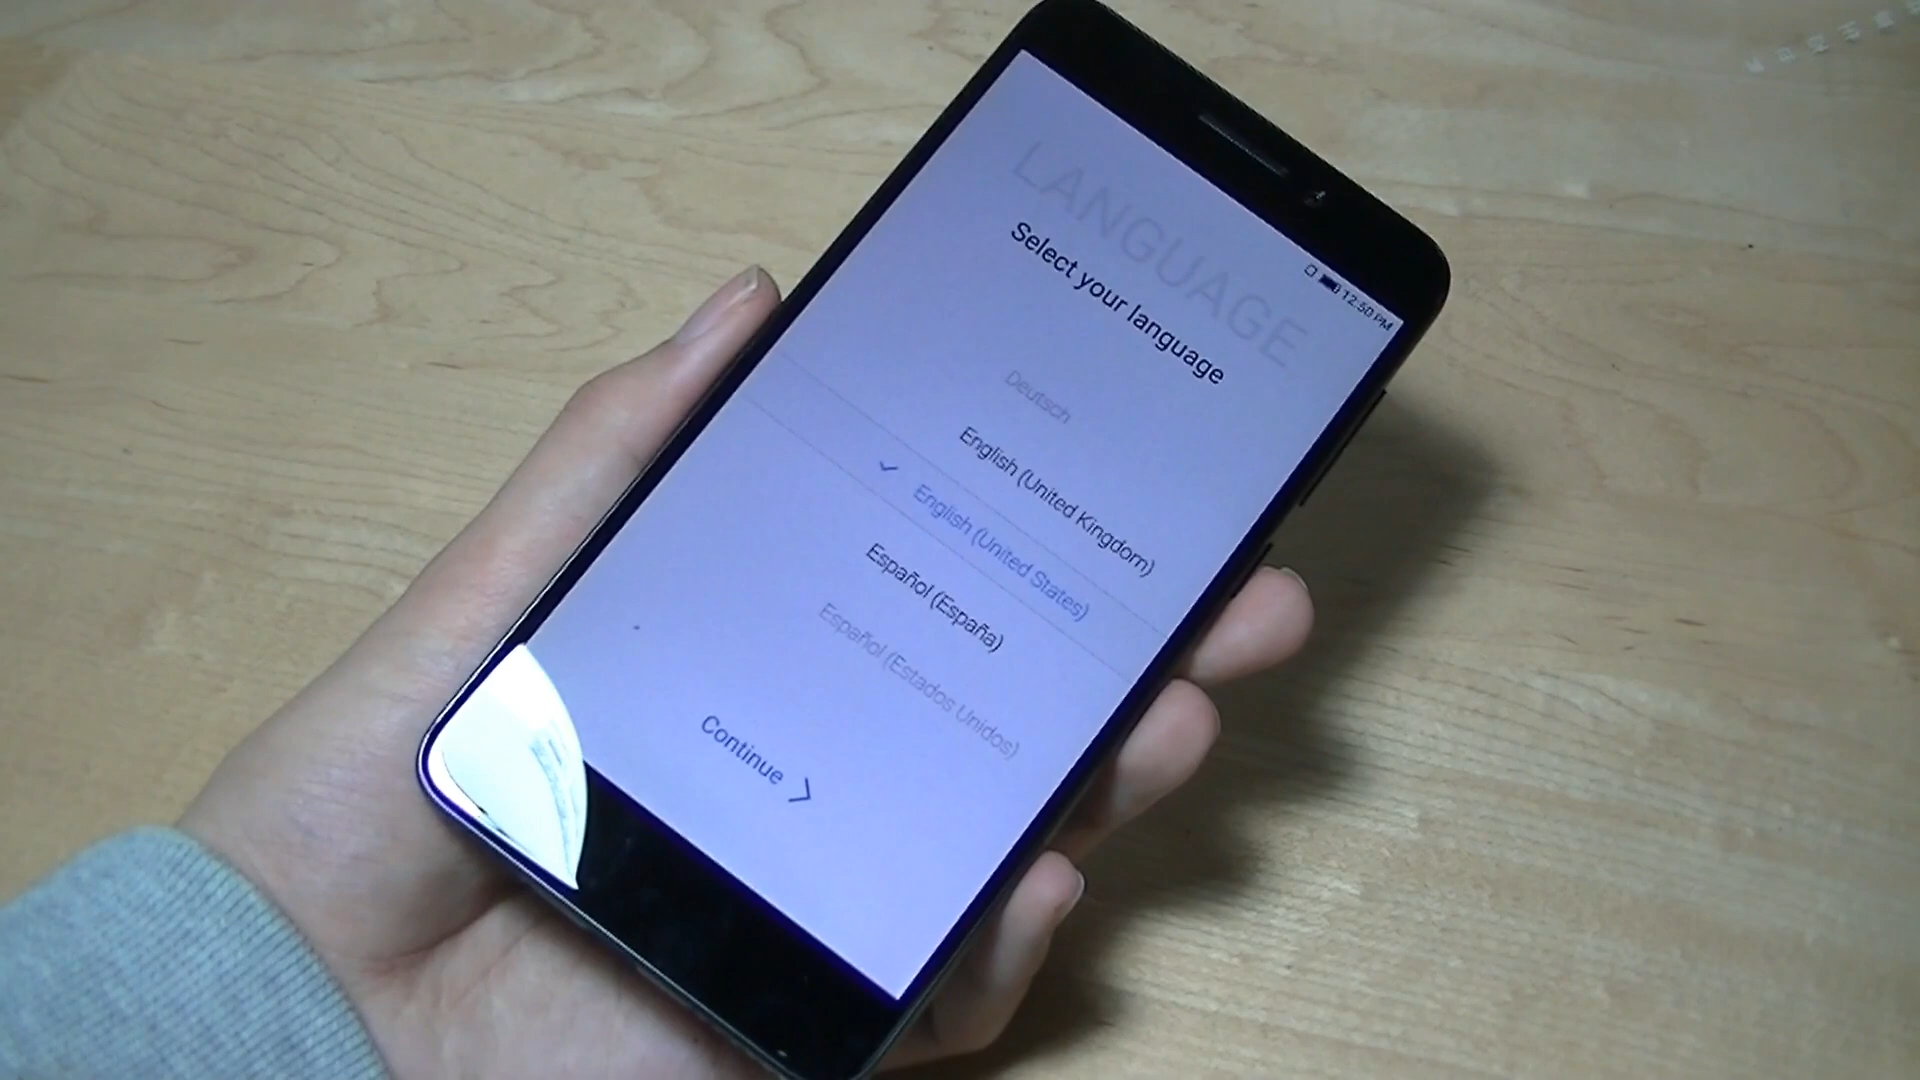 12:50 PM
LANGUAGE
Select your language
Deutsch
English (United Kingdom)
English (United States)
Español (España)
Español (Estados Unidos)
Continue